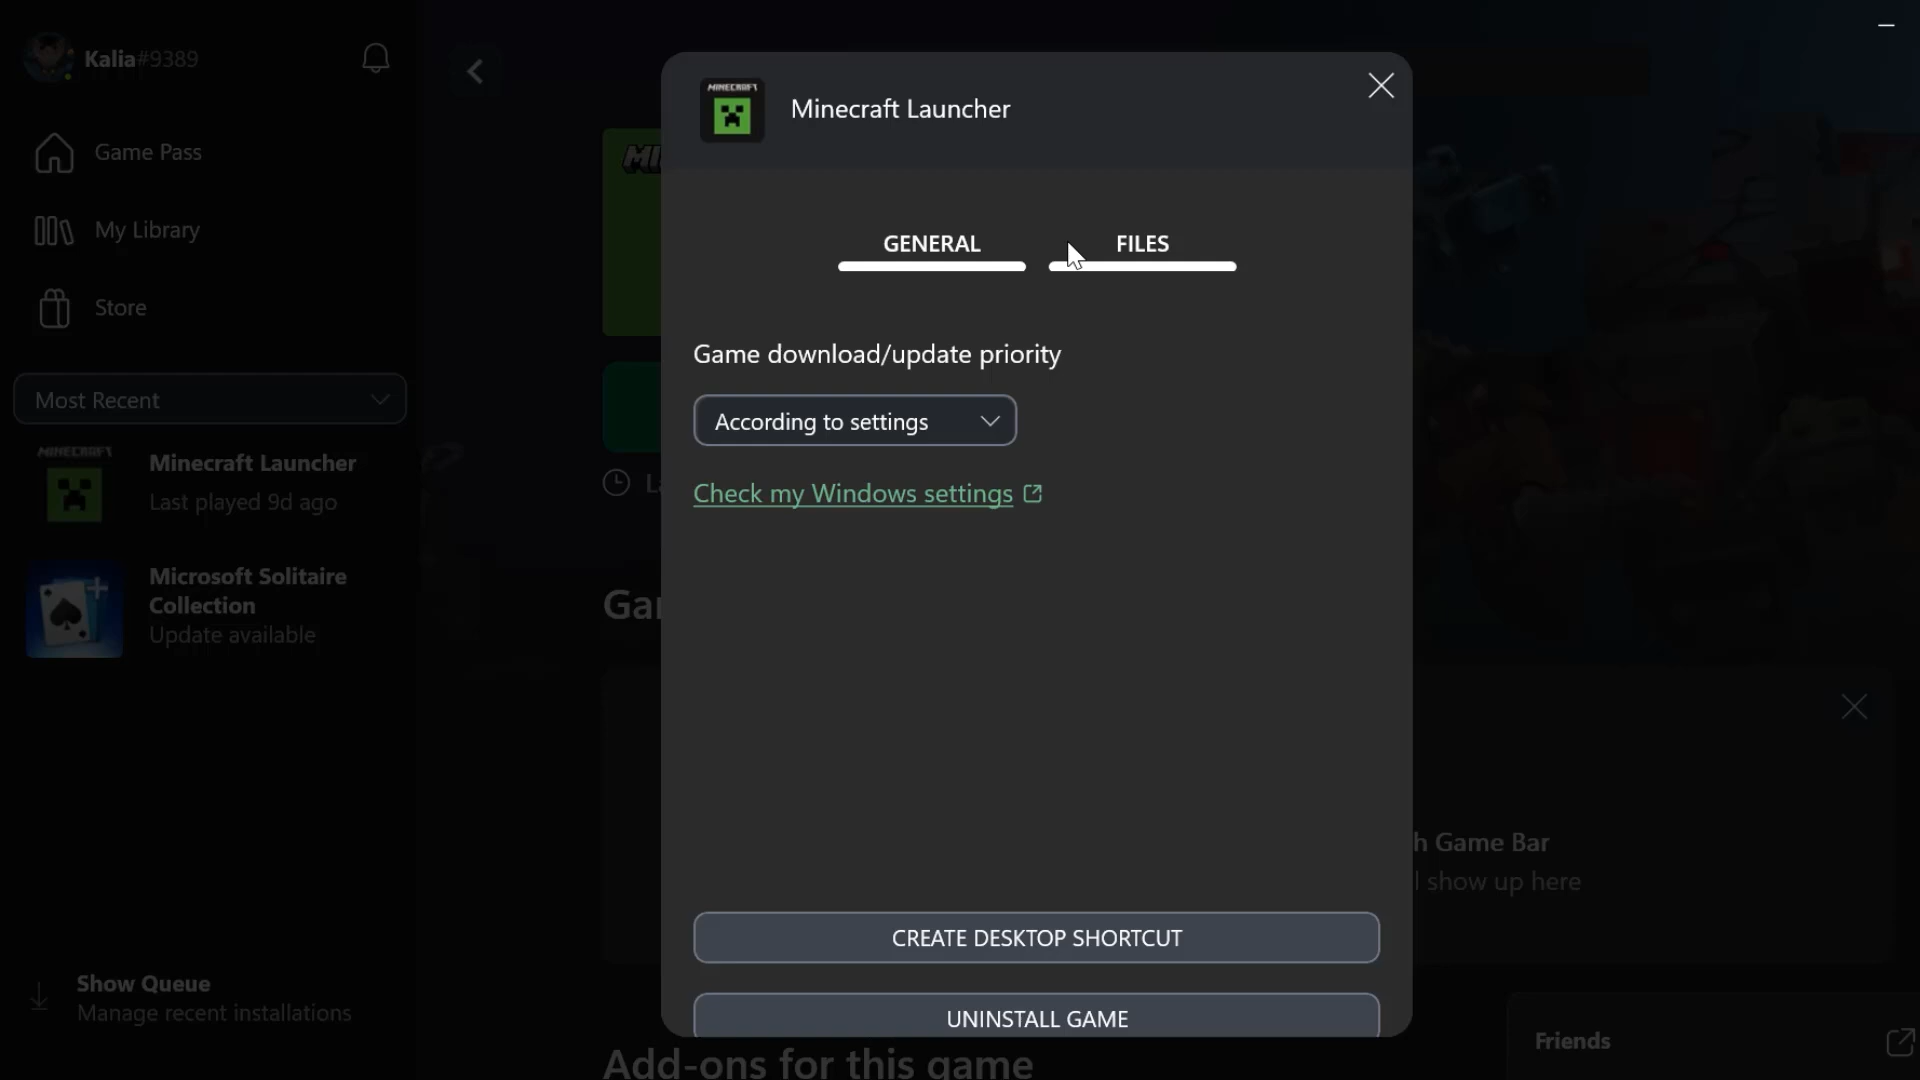 Kalia#9389
Game Pass
My Library
Store
Most Recent
MINECRAFT
Minecraft Launcher
Last played 9d ago
Microsoft Solitaire
Collection
Update available
Show Queue
Manage recent installations
MINECRAFT
Minecraft Launcher
GENERAL
FILES
Game download/update priority
According to settings
Check my Windows settings
CREATE DESKTOP SHORTCUT
UNINSTALL GAME
Add-ons for this game
Game Bar
show up here
Friends